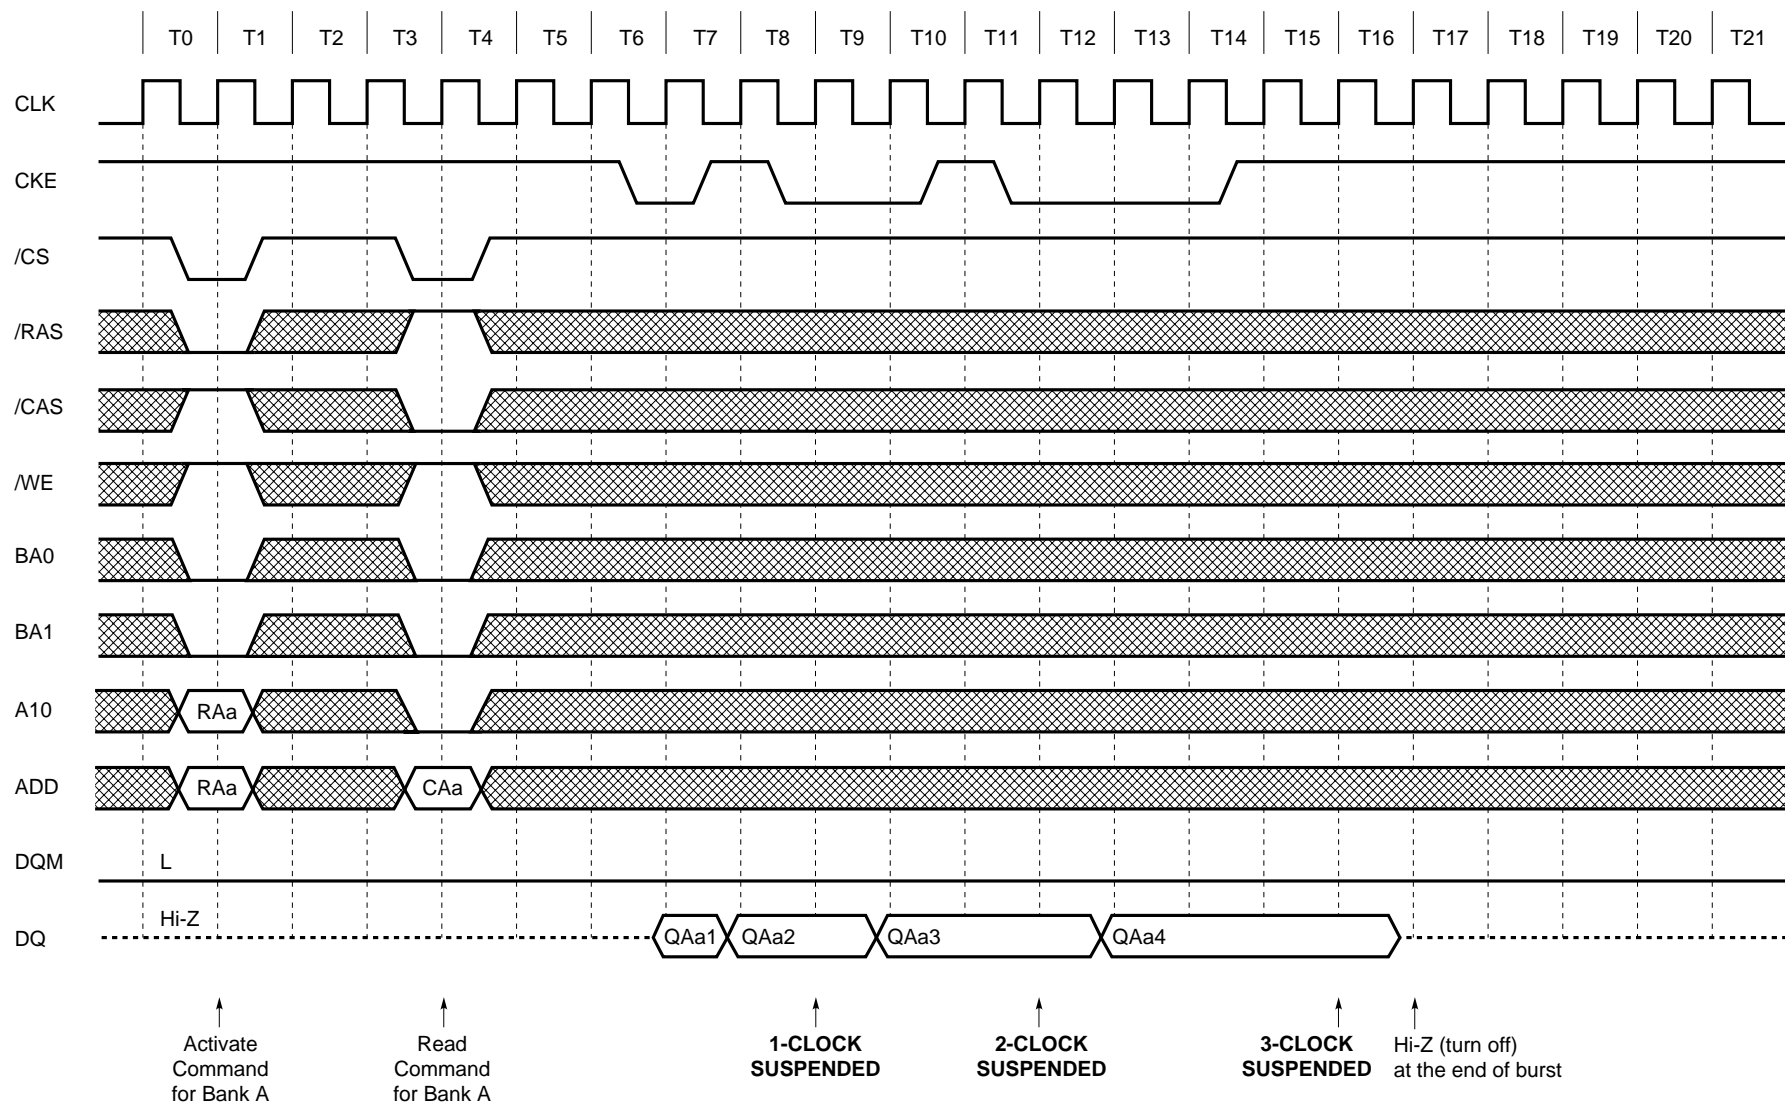 T0 T1 T2 T3 T4 T5 T6 T7 T8 T9 T10 T11 T12 T13 T14 T15 T16 T17 T18 T19 T20 T21
CLK
CKE
/CS
/RAS
/CAS
/WE
BA0
BA1
A10 RAa
ADD RAa CAa
DQM L
Hi-Z
DQ QAa1 QAa2 QAa3 QAa4
Activate
Command
for Bank A
Read
Command
for Bank A
1-CLOCK
SUSPENDED
2-CLOCK
SUSPENDED
3-CLOCK
SUSPENDED
Hi-Z (turn off)
at the end of burst